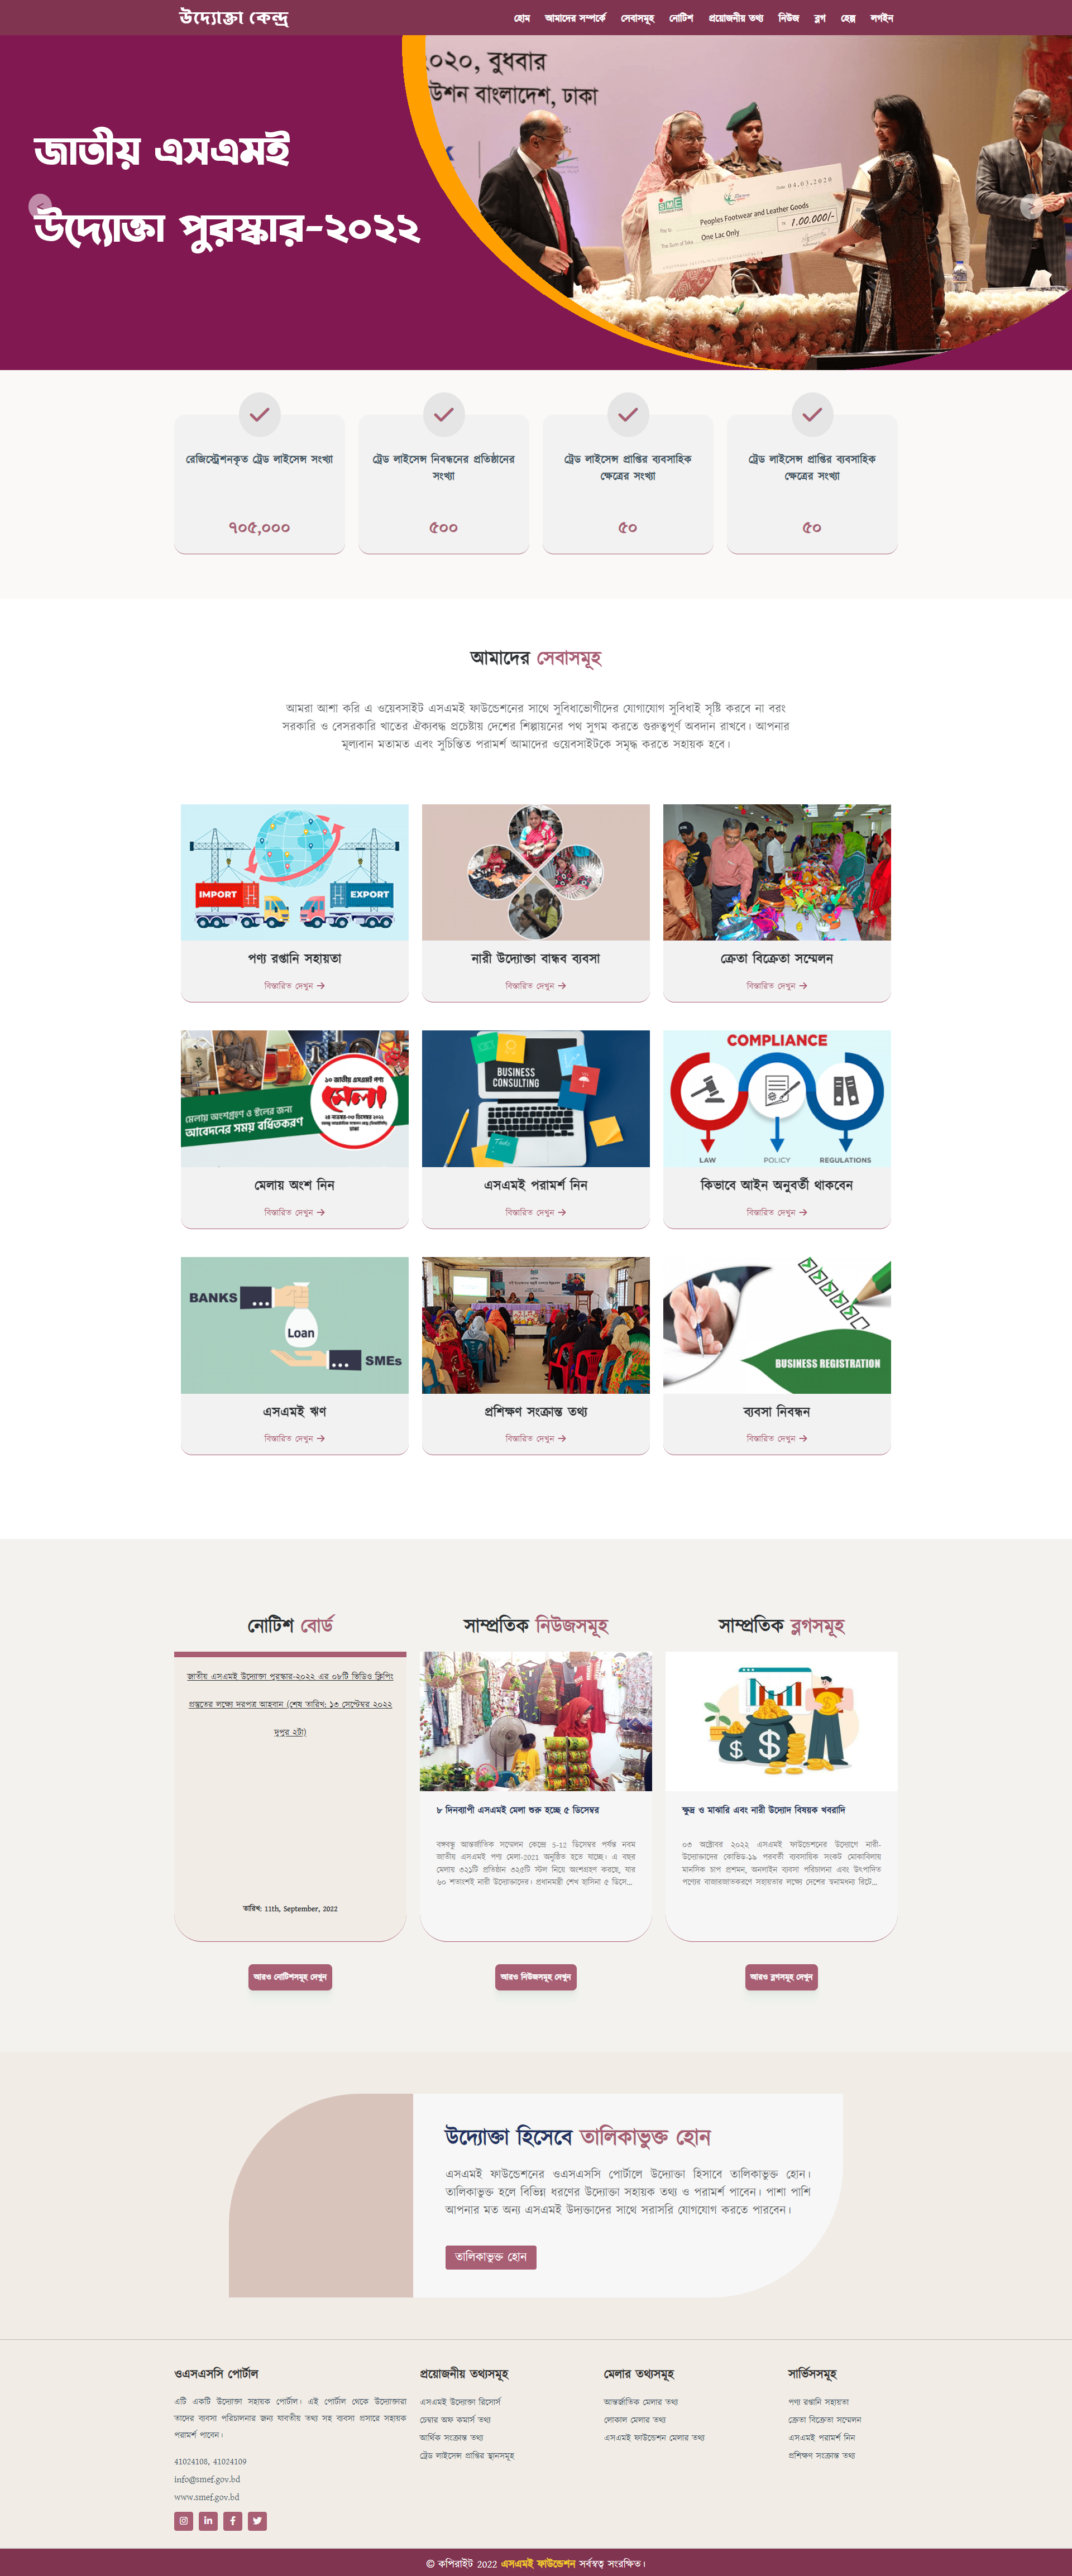 উদ্যোক্তা কেন্দ্র
হোম আমাদের সম্পর্কে সেবাসমূহ নোটিশ প্রয়োজনীয় তথ্য নিউজ ব্লগ হেল্প লগইন
২০২০, বুধবার
উশন বাংলাদেশ, ঢাকা
জাতীয় এসএমই
উদ্যোক্তা পুরস্কার-২০২২
Date 04.03.2020
SME
Peoples Footwear and Leather Goods
One Lac Only
1,00,000/-
রেজিস্ট্রেশনকৃত ট্রেড লাইসেন্স সংখ্যা
৭০৫,০০০
ট্রেড লাইসেন্স নিবন্ধনের প্রতিষ্ঠানের
সংখ্যা
৫০০
ট্রেড লাইসেন্স প্রাপ্তির ব্যবসাহিক
ক্ষেত্রের সংখ্যা
৫০
ট্রেড লাইসেন্স প্রাপ্তির ব্যবসাহিক
ক্ষেত্রের সংখ্যা
৫০
আমাদের সেবাসমূহ
আমরা আশা করি এ ওয়েবসাইট এসএমই ফাউন্ডেশনের সাথে সুবিধাভোগীদের যোগাযোগ সুবিধাই সৃষ্টি করবে না বরং
সরকারি ও বেসরকারি খাতের ঐক্যবদ্ধ প্রচেষ্টায় দেশের শিল্পায়নের পথ সুগম করতে গুরুত্বপূর্ণ অবদান রাখবে। আপনার
মূল্যবান মতামত এবং সুচিন্তিত পরামর্শ আমাদের ওয়েবসাইটকে সমৃদ্ধ করতে সহায়ক হবে।
IMPORT
EXPORT
পণ্য রপ্তানি সহায়তা
বিস্তারিত দেখুন
নারী উদ্যোক্তা বান্ধব ব্যবসা
বিস্তারিত দেখুন
ক্রেতা বিক্রেতা সম্মেলন
বিস্তারিত দেখুন
১০ জাতীয় এসএমই পণ্য
মেলা
মেলায় অংশগ্রহণ ও স্টলের জন্য
আবেদনের সময় বর্ধিতকরণ
ঢাকা
মেলায় অংশ নিন
বিস্তারিত দেখুন
BUSINESS
CONSULTING
Tasks
এসএমই পরামর্শ নিন
বিস্তারিত দেখুন
COMPLIANCE
LAW POLICY REGULATIONS
কিভাবে আইন অনুবর্তী থাকবেন
বিস্তারিত দেখুন
BANKS
Loan
SMEs
এসএমই ঋণ
বিস্তারিত দেখুন
প্রশিক্ষণ সংক্রান্ত তথ্য
বিস্তারিত দেখুন
BUSINESS REGISTRATION
ব্যবসা নিবন্ধন
বিস্তারিত দেখুন
নোটিশ বোর্ড
জাতীয় এসএমই উদ্যোক্তা পুরস্কার-২০২২ এর ০৮টি ভিডিও ক্লিপিং
প্রস্তুতের লক্ষ্যে দরপত্র আহবান (শেষ তারিখ: ১৩ সেপ্টেম্বর ২০২২
দুপুর ২টা)
তারিখ: 11th, September, 2022
আরও নোটিশসমূহ দেখুন
সাম্প্রতিক নিউজসমূহ
৮ দিনব্যাপী এসএমই মেলা শুরু হচ্ছে ৫ ডিসেম্বর
বঙ্গবন্ধু আন্তর্জাতিক সম্মেলন কেন্দ্রে 5-12 ডিসেম্বর পর্যন্ত নবম
জাতীয় এসএমই পণ্য মেলা-2021 অনুষ্ঠিত হতে যাচ্ছে। এ বছর
মেলায় ৩২১টি প্রতিষ্ঠান ৩২৫টি স্টল নিয়ে অংশগ্রহণ করছে, যার
৬০ শতাংশই নারী উদ্যোক্তাদের। প্রধানমন্ত্রী শেখ হাসিনা ৫ ডিসে...
আরও নিউজসমূহ দেখুন
সাম্প্রতিক ব্লগসমূহ
ক্ষুদ্র ও মাঝারি এবং নারী উদ্যোদ বিষয়ক খবরাদি
০৩ অক্টোবর ২০২২ এসএমই ফাউন্ডেশনের উদ্যোগে নারী-
উদ্যোক্তাদের কোভিড-১৯ পরবর্তী ব্যবসায়িক সংকট মোকাবিলায়
মানসিক চাপ প্রশমন, অনলাইন ব্যবসা পরিচালনা এবং উৎপাদিত
পণ্যের বাজারজাতকরণে সহায়তার লক্ষ্যে দেশের স্বনামধন্য রিটে...
আরও ব্লগসমূহ দেখুন
উদ্যোক্তা হিসেবে তালিকাভুক্ত হোন
এসএমই ফাউন্ডেশনের ওএসএসসি পোর্টালে উদ্যোক্তা হিসাবে তালিকাভুক্ত হোন।
তালিকাভুক্ত হলে বিভিন্ন ধরণের উদ্যোক্তা সহায়ক তথ্য ও পরামর্শ পাবেন। পাশা পাশি
আপনার মত অন্য এসএমই উদ্যক্তাদের সাথে সরাসরি যোগযোগ করতে পারবেন।
তালিকাভুক্ত হোন
ওএসএসসি পোর্টাল
এটি একটি উদ্যোক্তা সহায়ক পোর্টাল। এই পোর্টাল থেকে উদ্যোক্তারা
তাদের ব্যবসা পরিচালনার জন্য যাবতীয় তথ্য সহ ব্যবসা প্রসারে সহায়ক
পরামর্শ পাবেন।
41024108, 41024109
info@smef.gov.bd
www.smef.gov.bd
প্রয়োজনীয় তথ্যসমূহ
এসএমই উদ্যোক্তা রিসোর্স
চেম্বার অফ কমার্স তথ্য
আর্থিক সংক্রান্ত তথ্য
ট্রেড লাইসেন্স প্রাপ্তির স্থানসমূহ
মেলার তথ্যসমূহ
আন্তর্জাতিক মেলার তথ্য
লোকাল মেলার তথ্য
এসএমই ফাউন্ডেশন মেলার তথ্য
সার্ভিসসমূহ
পণ্য রপ্তানি সহায়তা
ক্রেতা বিক্রেতা সম্মেলন
এসএমই পরামর্শ নিন
প্রশিক্ষণ সংক্রান্ত তথ্য
© কপিরাইট 2022 এসএমই ফাউন্ডেশন সর্বস্বত্ব সংরক্ষিত।